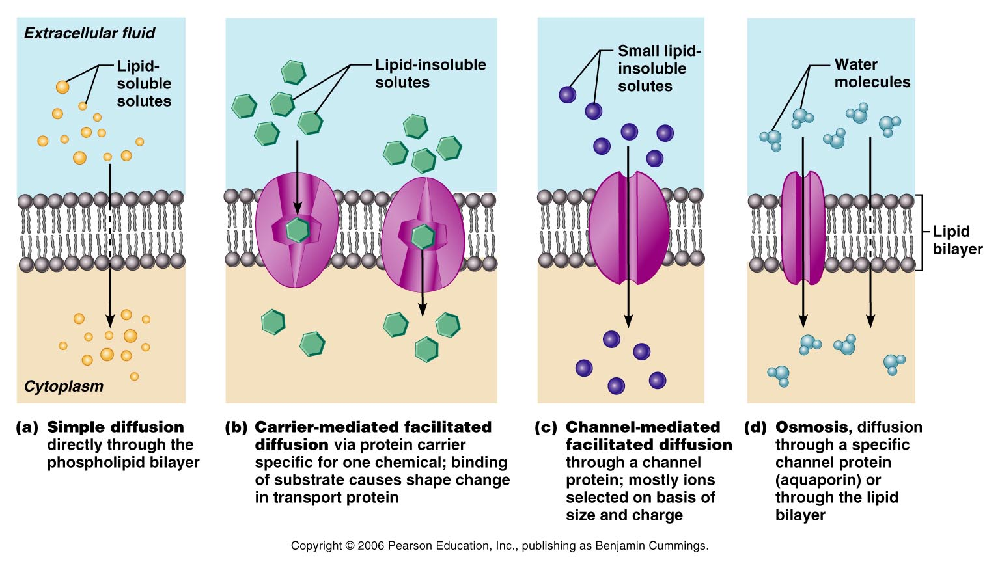 Extracellular fluid
Lipid-
soluble
solutes
Cytoplasm
Lipid-insoluble
solutes
Small lipid-
insoluble
solutes
Water
molecules
Lipid
bilayer
(a) Simple diffusion
directly through the
phospholipid bilayer
(b) Carrier-mediated facilitated
diffusion via protein carrier
specific for one chemical; binding
of substrate causes shape change
in transport protein
(c) Channel-mediated
facilitated diffusion
through a channel
protein; mostly ions
selected on basis of
size and charge
(d) Osmosis, diffusion
through a specific
channel protein
(aquaporin) or
through the lipid
bilayer
Copyright © 2006 Pearson Education, Inc., publishing as Benjamin Cummings.